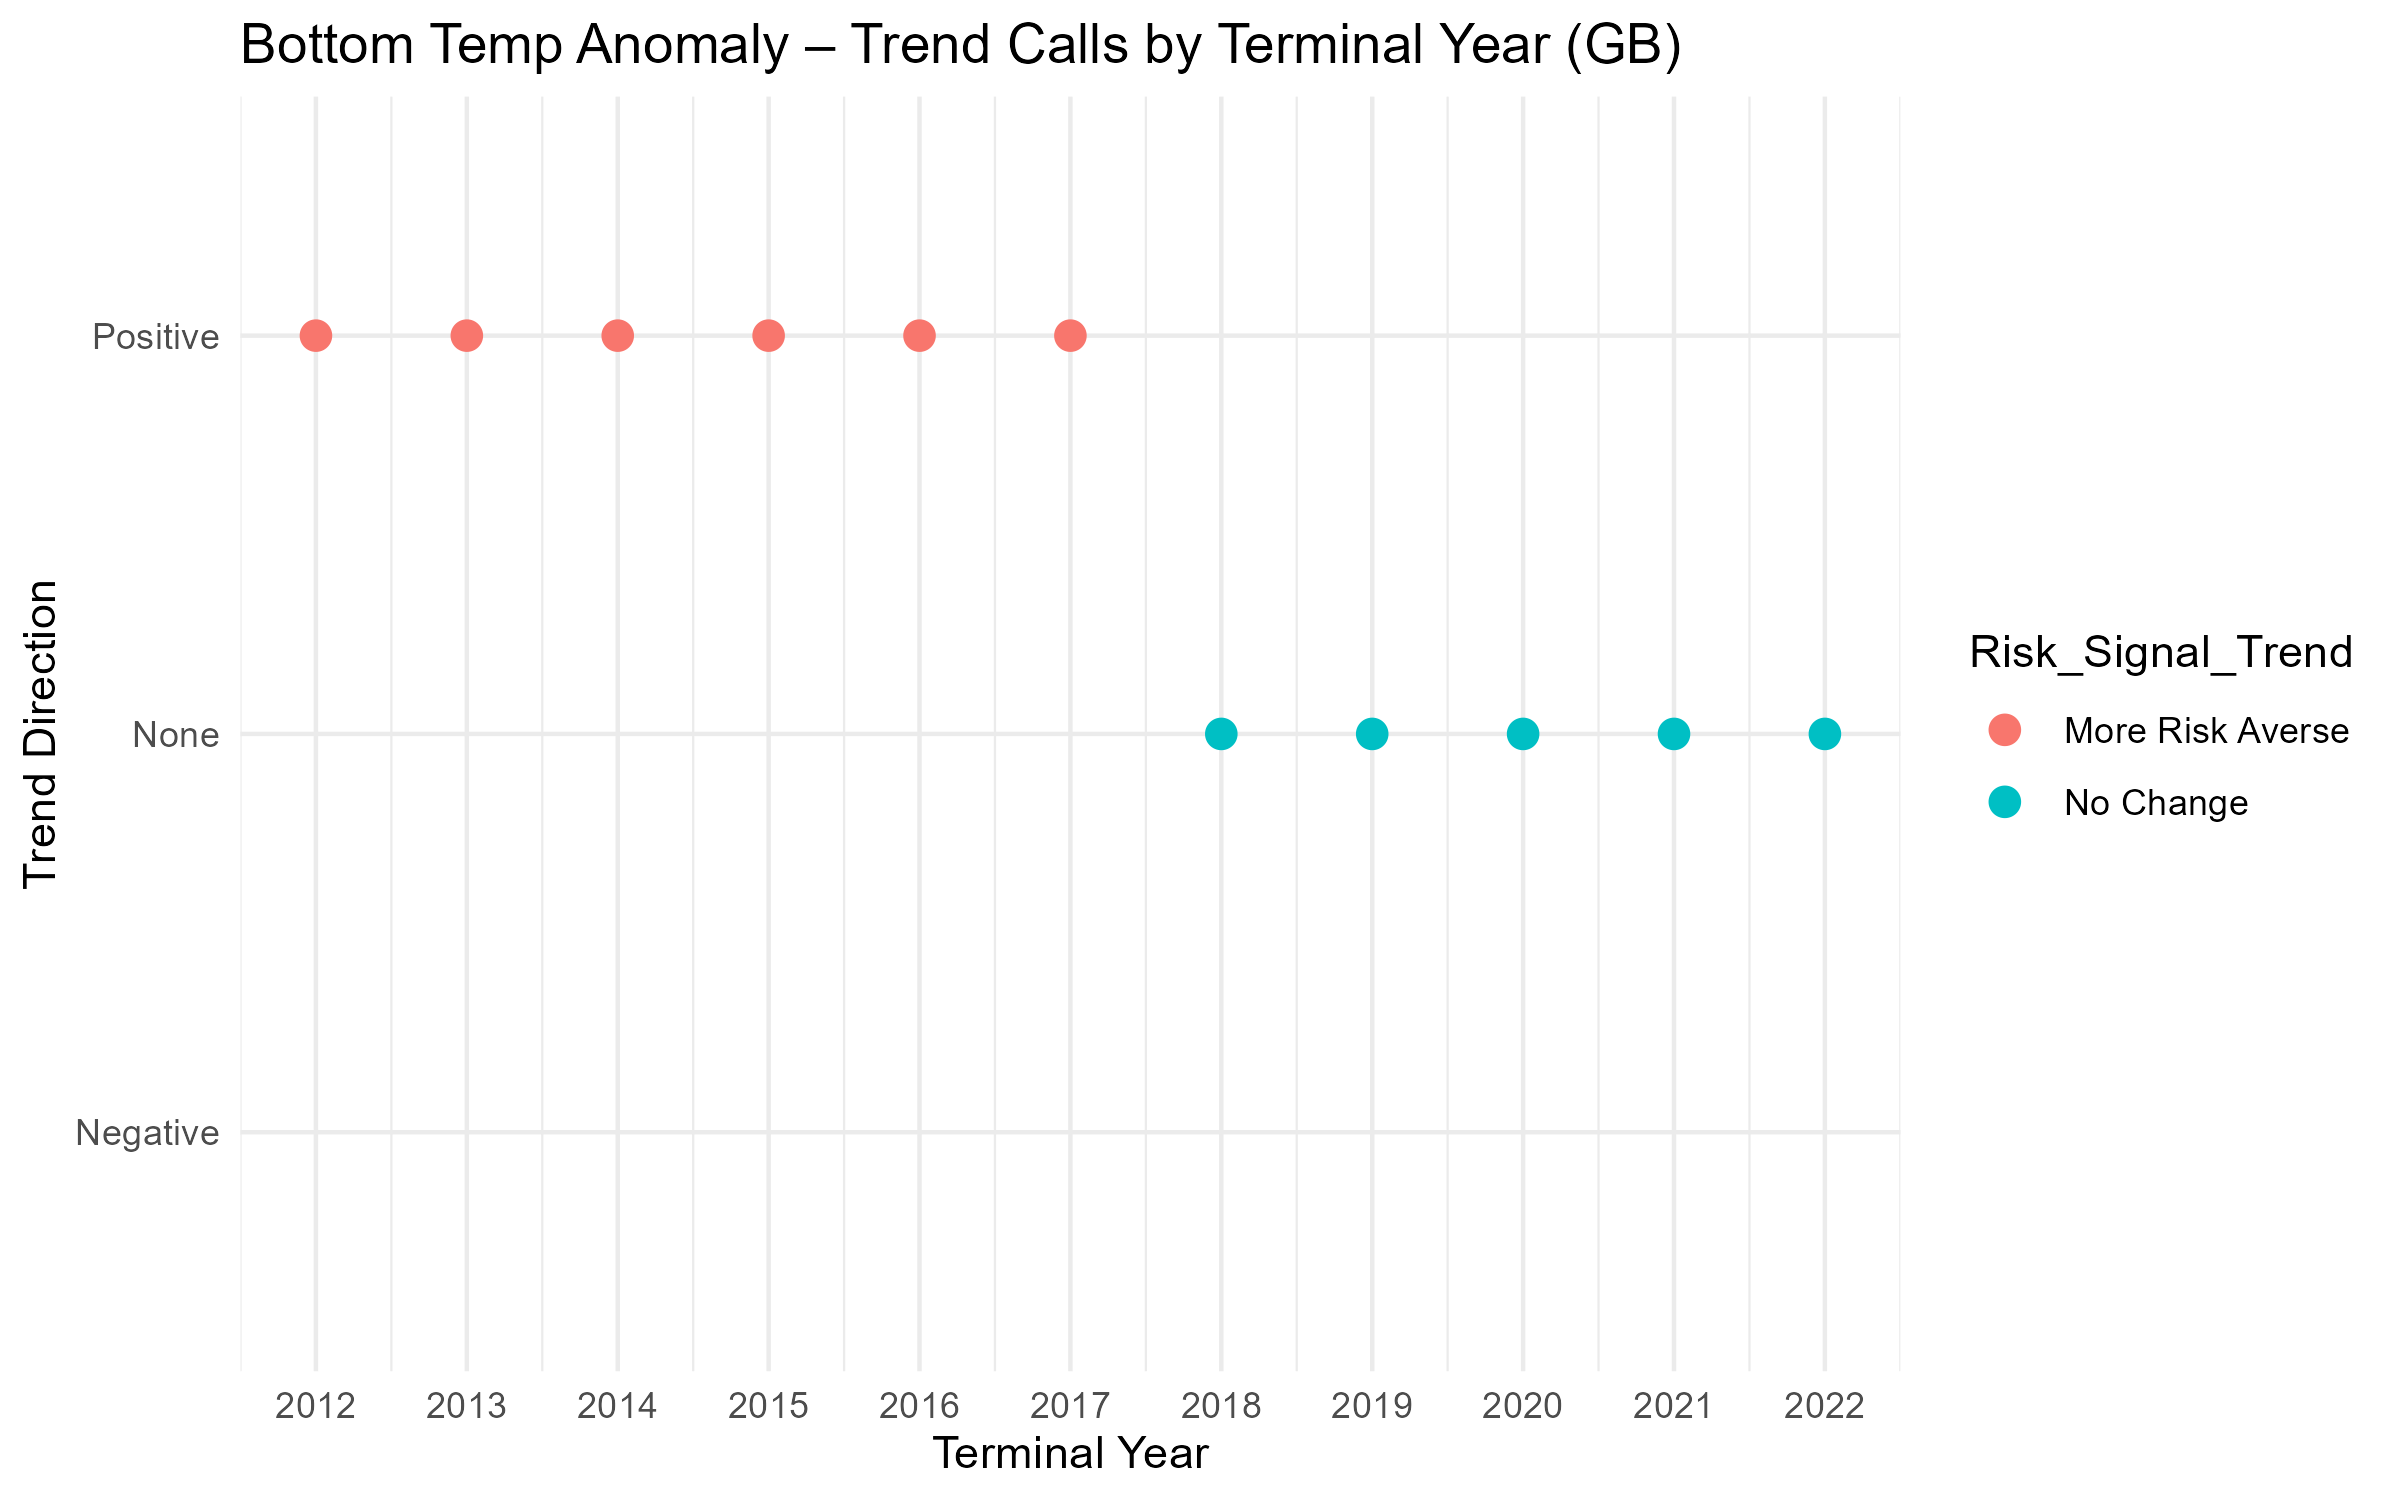 Bottom Temp Anomaly – Trend Calls by Terminal Year (GB)
Trend Direction
Positive
None
Negative
2012 2013 2014 2015 2016 2017 2018 2019 2020 2021 2022
Terminal Year
Risk_Signal_Trend
More Risk Averse
No Change